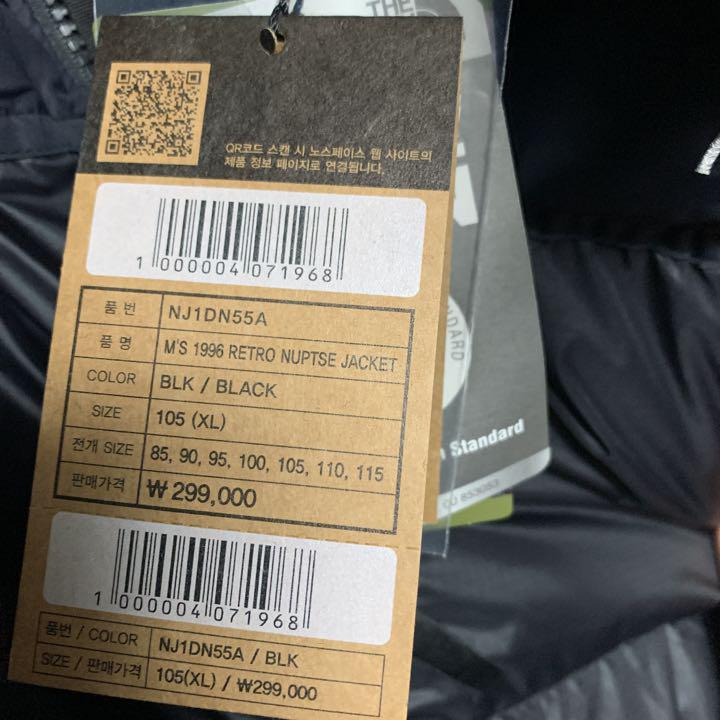 THE
QR코드 스캔 시 노스페이스 웹 사이트의
제품 정보 페이지로 연결됩니다.
1 000004 071968
품 번 NJ1DN55A
품 명 M'S 1996 RETRO NUPTSE JACKET
COLOR BLK / BLACK
SIZE 105 (XL)
전개 SIZE 85, 90, 95, 100, 105, 110, 115
판매가격 ₩ 299,000
1 000004 071968
품번 / COLOR NJ1DN55A / BLK
SIZE / 판매가격 105(XL) / ₩299,000
Standard
CU 853053